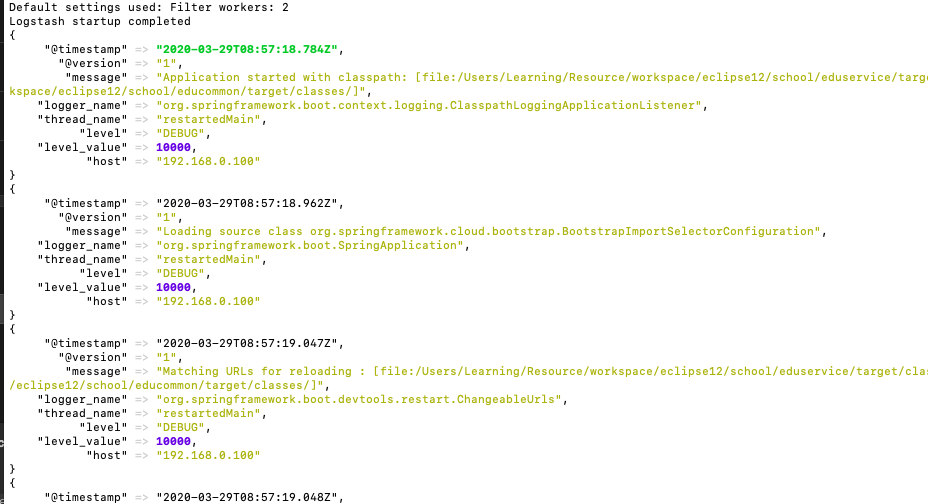 Default settings used: Filter workers: 2
Logstash startup completed
{
"@timestamp" => "2020-03-29T08:57:18.784Z",
"@version" => "1",
"message" => "Application started with classpath: [file:/Users/Learning/Resource/workspace/eclipse12/school/eduservice/targe
kspace/eclipse12/school/educommon/target/classes/]",
"logger_name" => "org.springframework.boot.context.logging.ClasspathLoggingApplicationListener",
"thread_name" => "restartedMain",
"level" => "DEBUG",
"level_value" => 10000,
"host" => "192.168.0.100"
}
{
"@timestamp" => "2020-03-29T08:57:18.962Z",
"@version" => "1",
"message" => "Loading source class org.springframework.cloud.bootstrap.BootstrapImportSelectorConfiguration",
"logger_name" => "org.springframework.boot.SpringApplication",
"thread_name" => "restartedMain",
"level" => "DEBUG",
"level_value" => 10000,
"host" => "192.168.0.100"
}
{
"@timestamp" => "2020-03-29T08:57:19.047Z",
"@version" => "1",
"message" => "Matching URLs for reloading : [file:/Users/Learning/Resource/workspace/eclipse12/school/eduservice/target/clas
/eclipse12/school/educommon/target/classes/]",
"logger_name" => "org.springframework.boot.devtools.restart.ChangeableUrls",
"thread_name" => "restartedMain",
"level" => "DEBUG",
"level_value" => 10000,
"host" => "192.168.0.100"
}
{
"@timestamp" => "2020-03-29T08:57:19.048Z",